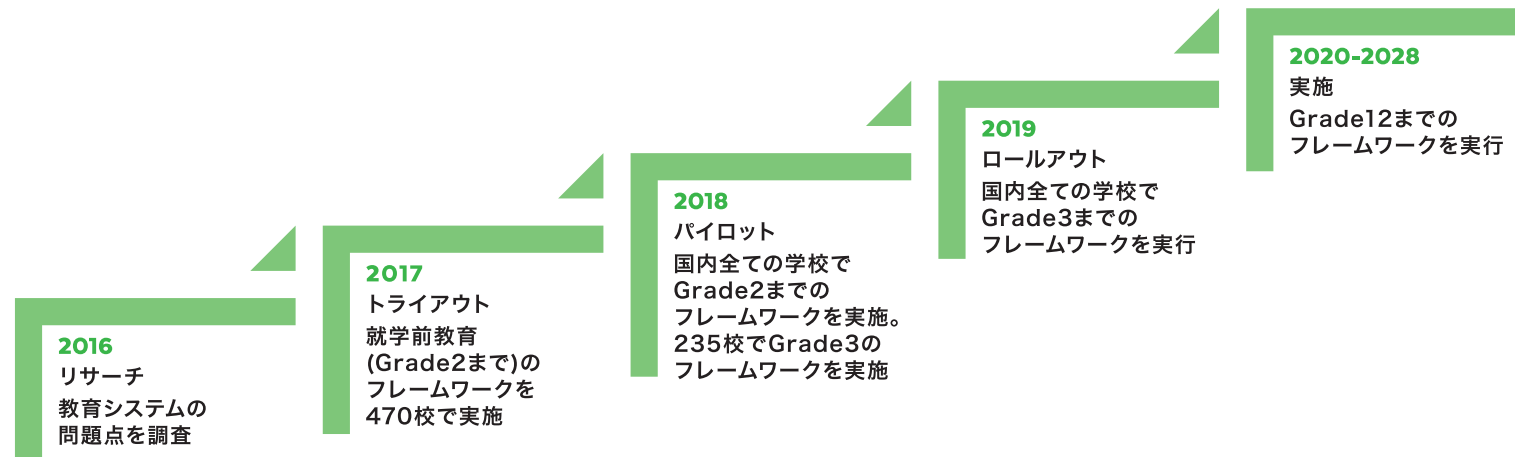 2016
リサーチ
教育システムの
問題点を調査
2017
トライアウト
就学前教育
(Grade2まで)の
フレームワークを
470校で実施
2018
パイロット
国内全ての学校で
Grade2までの
フレームワークを実施。
235校でGrade3の
フレームワークを実施
2019
ロールアウト
国内全ての学校で
Grade3までの
フレームワークを実行
2020-2028
実施
Grade12までの
フレームワークを実行